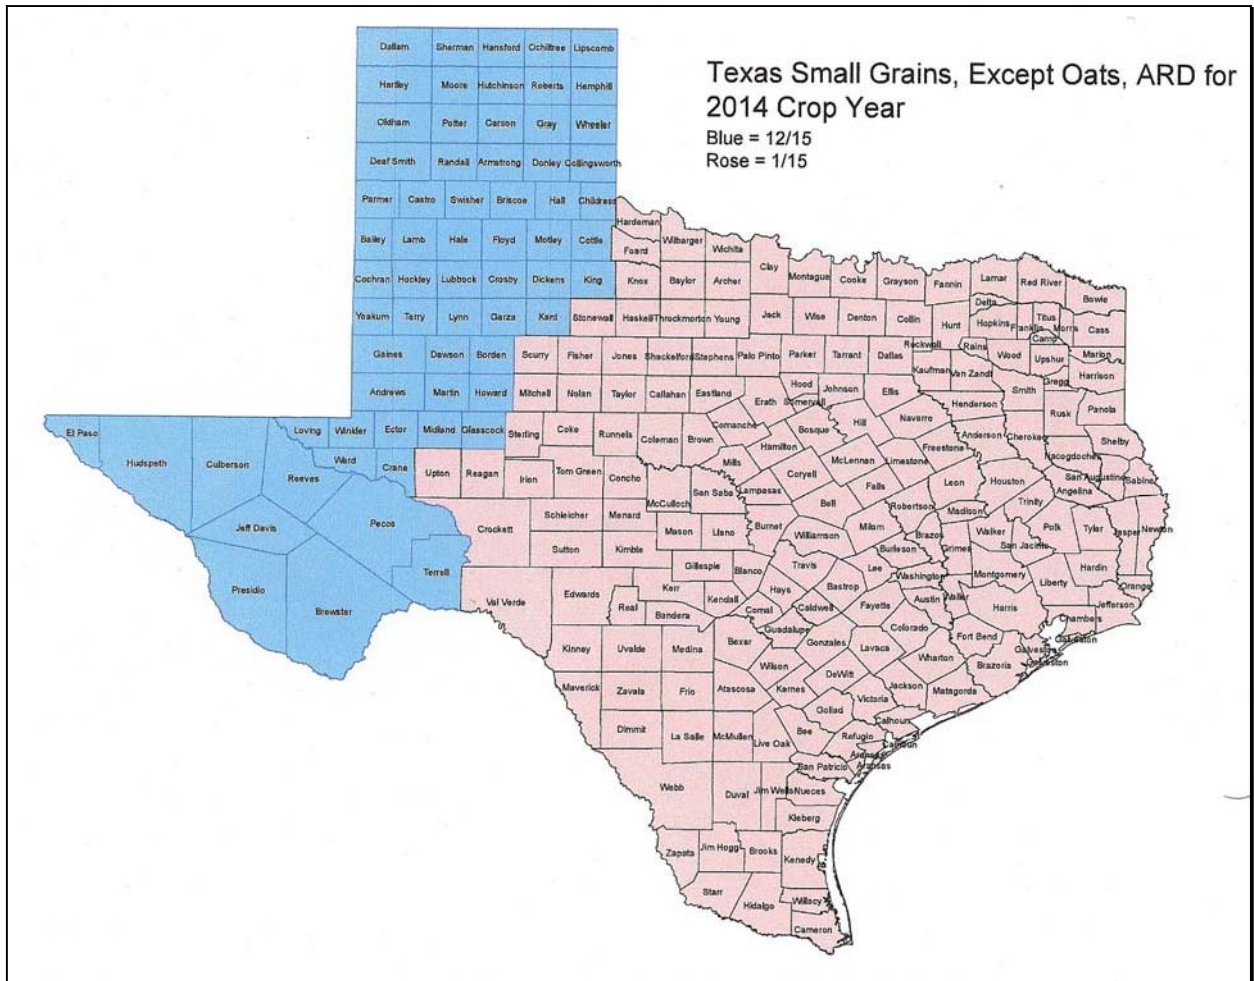 Texas Small Grains, Except Oats, ARD for
2014 Crop Year
Blue = 12/15
Rose = 1/15
Dallam Sherman Hansford Ochiltree Lipscomb
Hartley Moore Hutchinson Roberts Hemphill
Oldham Potter Carson Gray Wheeler
Deaf Smith Randall Armstrong Donley Collingsworth
Parmer Castro Swisher Briscoe Hall Childress
Hardeman
Bailey Lamb Hale Floyd Motley Cottle Foard Wilbarger Wichita
Cochran Hockley Lubbock Crosby Dickens King Knox Baylor Archer Clay Montague Cooke Grayson Fannin Lamar Red River Bowie
Yoakum Terry Lynn Garza Kent Stonewall Haskell Throckmorton Young Jack Wise Denton Collin Hunt Delta Hopkins Franklin Titus Morris Cass
Camp
Gaines Dawson Borden Scurry Fisher Jones Shackelford Stephens Palo Pinto Parker Tarrant Dallas Rockwall Rains Wood Upshur Marion
Kaufman Van Zandt Gregg Harrison
Andrews Martin Howard Mitchell Nolan Taylor Callahan Eastland Erath Hood Somervell Johnson Ellis Henderson Smith Rusk Panola
El Paso Loving Winkler Ector Midland Glasscock Sterling Coke Runnels Coleman Brown Comanche Bosque Hill Navarro Anderson Cherokee Shelby
Hudspeth Culberson Reeves Ward Crane Upton Reagan Irion Tom Green Concho Mills Hamilton McLennan Limestone Freestone Nacogdoches
McCulloch San Saba Lampasas Coryell Falls Leon Houston San Augustine Sabine
Angelina
Jeff Davis Pecos Crockett Schleicher Menard Mason Llano Burnet Bell Milam Robertson Madison Trinity
Sutton Kimble Williamson Brazos Grimes Walker San Jacinto Polk Tyler Jasper Newton
Presidio Brewster Terrell Gillespie Blanco Travis Lee Burleson Washington Montgomery Liberty Hardin
Val Verde Edwards Real Kerr Kendall Hays Bastrop Austin Waller Harris Orange
Bandera Comal Caldwell Fayette Chambers Jefferson
Guadalupe Colorado Fort Bend Galveston
Kinney Uvalde Medina Bexar Gonzales Lavaca Wharton Brazoria Galveston
Galveston
Maverick Zavala Frio Atascosa Wilson Karnes DeWitt Jackson Matagorda
Victoria
Dimmit La Salle McMullen Live Oak Bee Goliad Calhoun
Refugio Calhoun
Aransas
San Patricio Aransas
Webb Duval Jim Wells Nueces
Kleberg
Zapata Jim Hogg Brooks Kenedy
Starr Hidalgo Willacy
Cameron